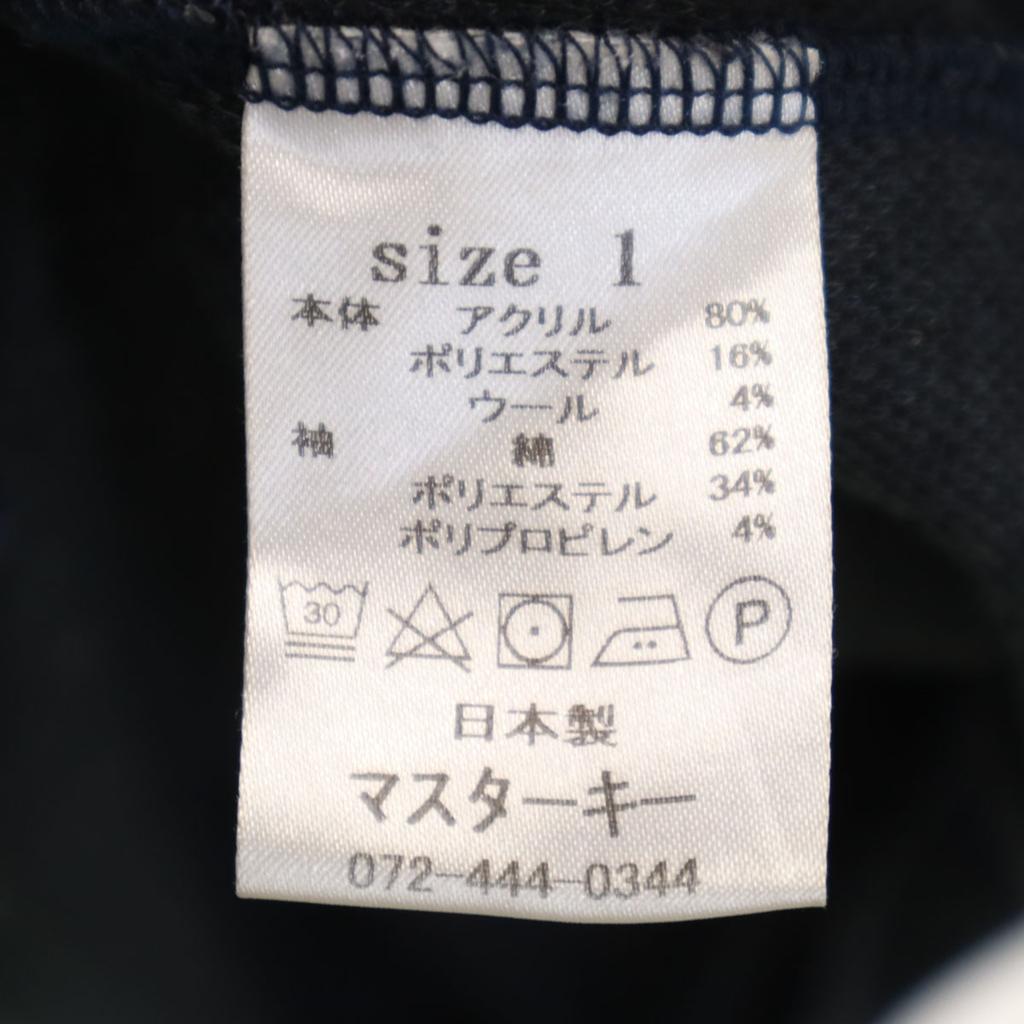 size 1
本体 アクリル 80%
ポリエステル 16%
ウール 4%
袖 綿 62%
ポリエステル 34%
ポリプロピレン 4%
30 P
日本製
マスターキー
072-444-0344